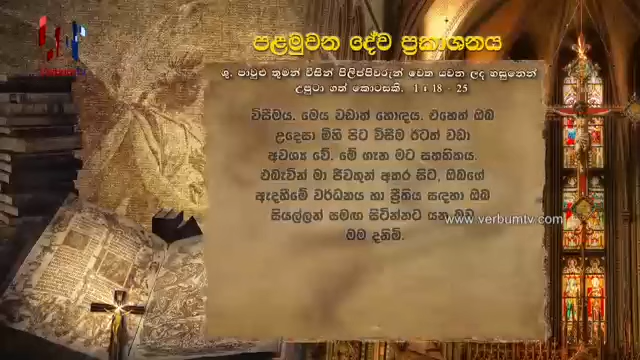 පළමුවන දේව ප්‍රකාශනය
ශු. පාවුළු තුමන් විසින් පිලිප්පිවරුන් වෙත යවන ලද හසුනෙන්
උපුටා ගත් කොටසකි. 1 : 18 - 25
විසීමය. මෙය වඩාත් හොඳය. එහෙත් ඔබ
උදෙසා මිහි පිට විසීම ඊටත් වඩා
අවශ්‍ය වේ. මේ ගැන මට සහතිකය.
එබැවින් මා ජීවතුන් අතර සිට, ඔබගේ
ඇදහීමේ වර්ධනය හා ප්‍රීතිය සඳහා ඔබ
සියල්ලන් සමඟ සිටින්නට යන බව
www.verbumtv.com
මම දනිමි.